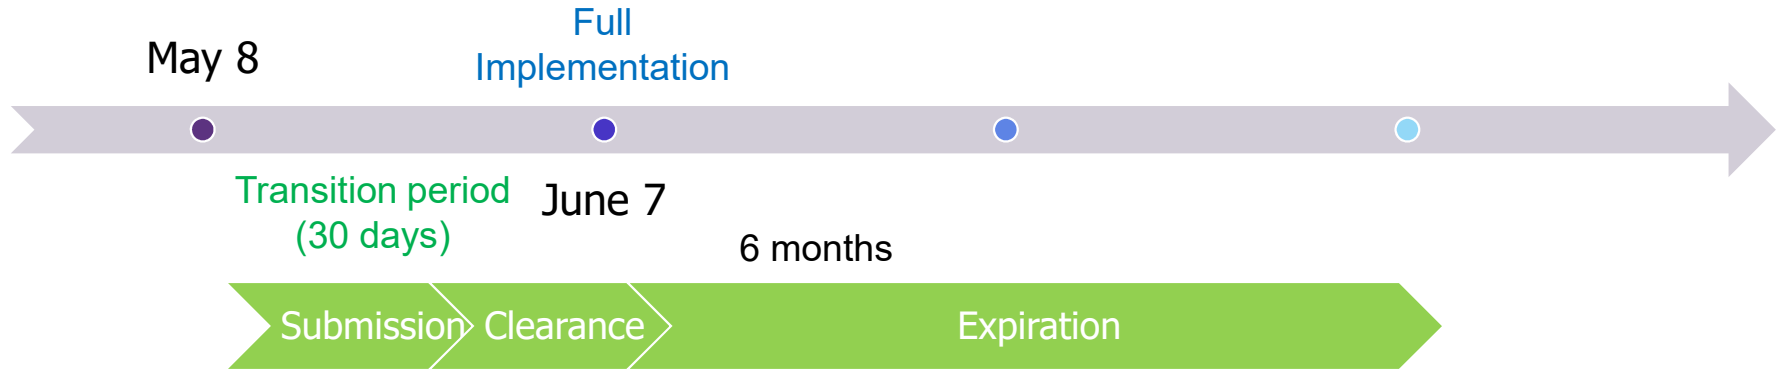 May 8
Full
Implementation
Transition period
(30 days)
June 7
6 months
Submission
Clearance
Expiration